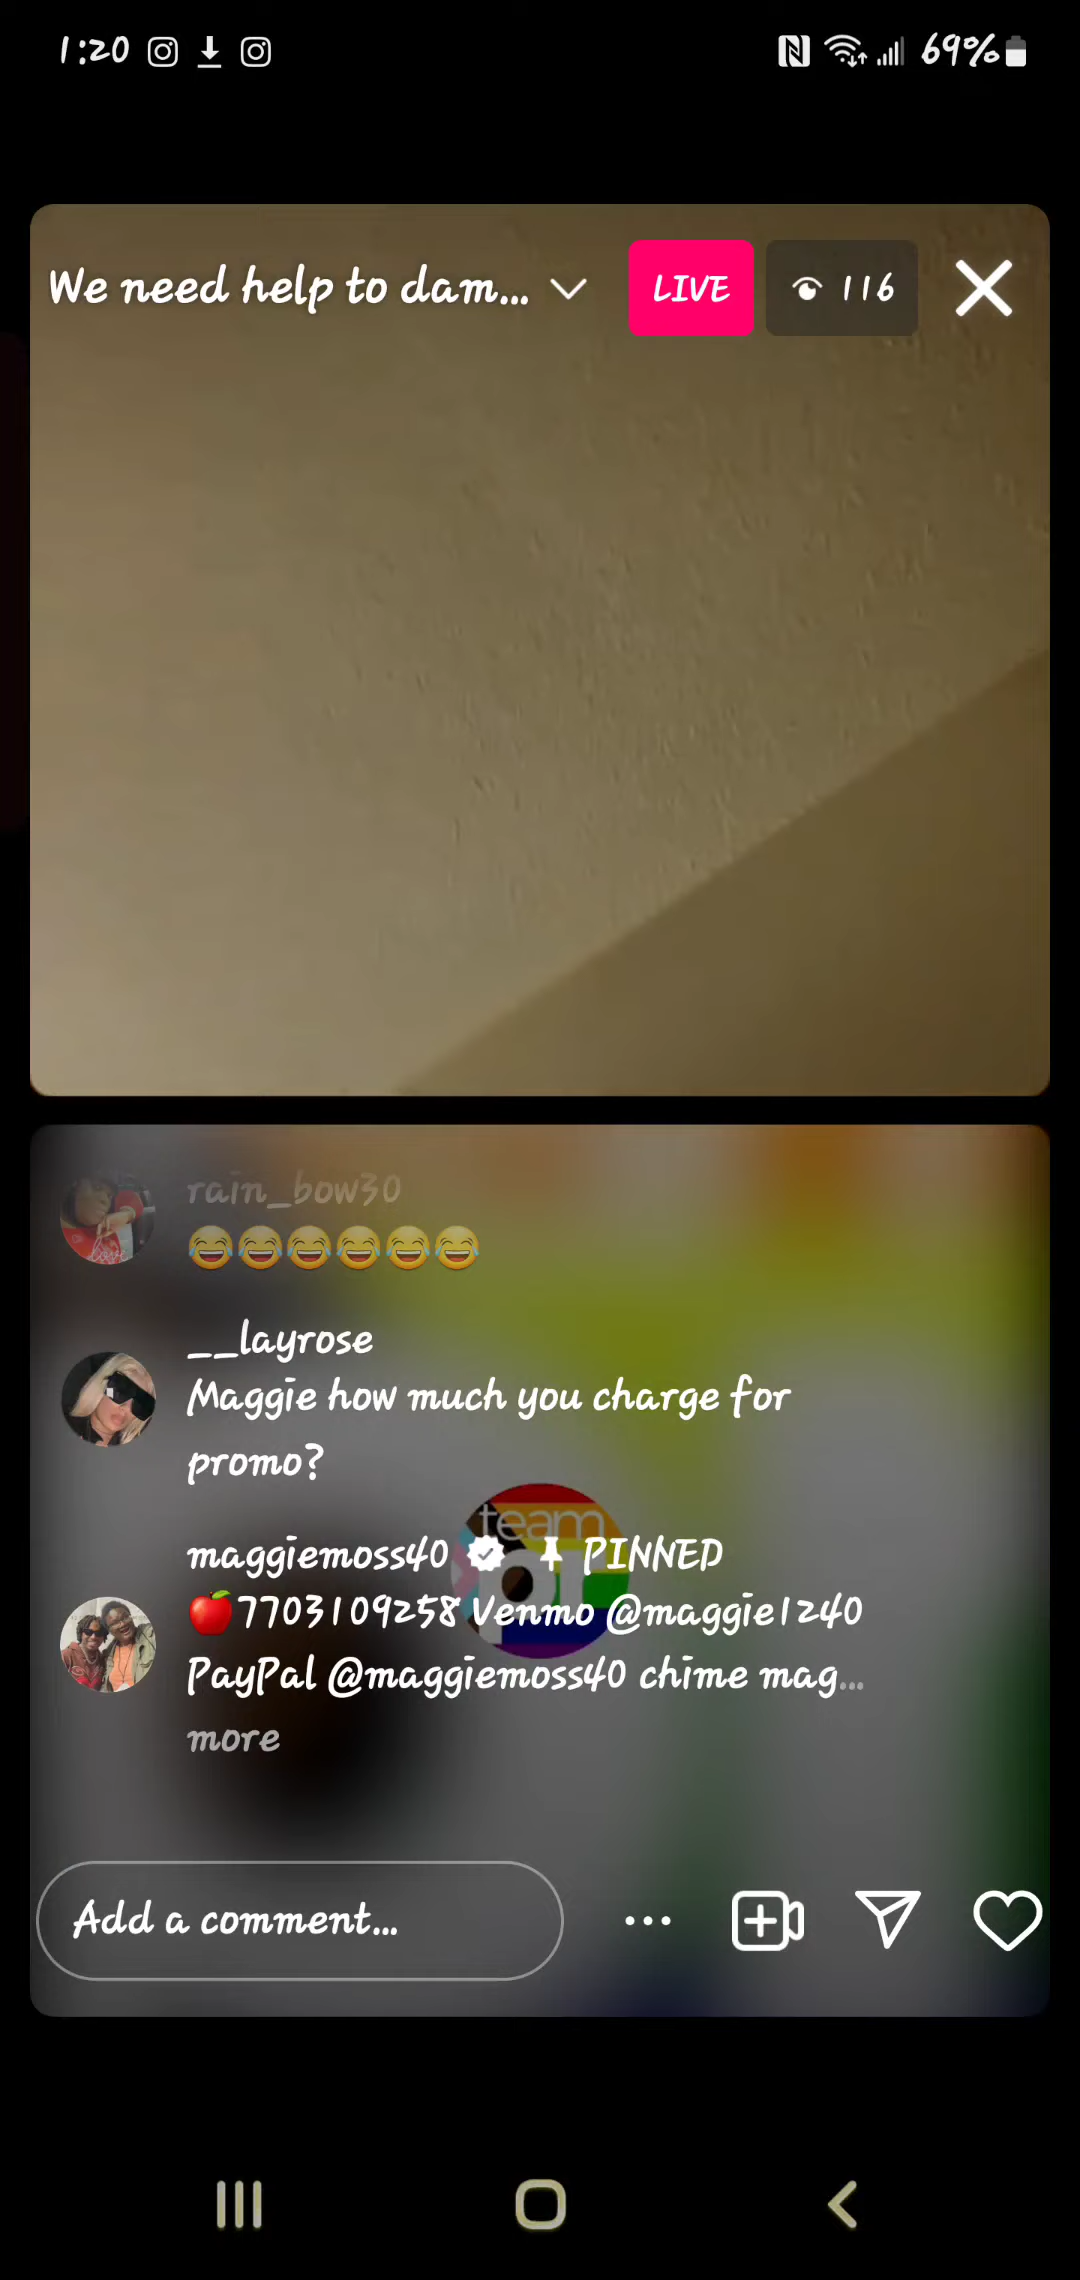 1:20
69%
We need help to dam...
LIVE
116
rain_bow30
😂😂😂😂😂😂
__layrose
Maggie how much you charge for
promo?
team
maggiemoss40 PINNED
🍎7703109258 Venmo @maggie1240
PayPal @maggiemoss40 chime mag...
more
Add a comment...